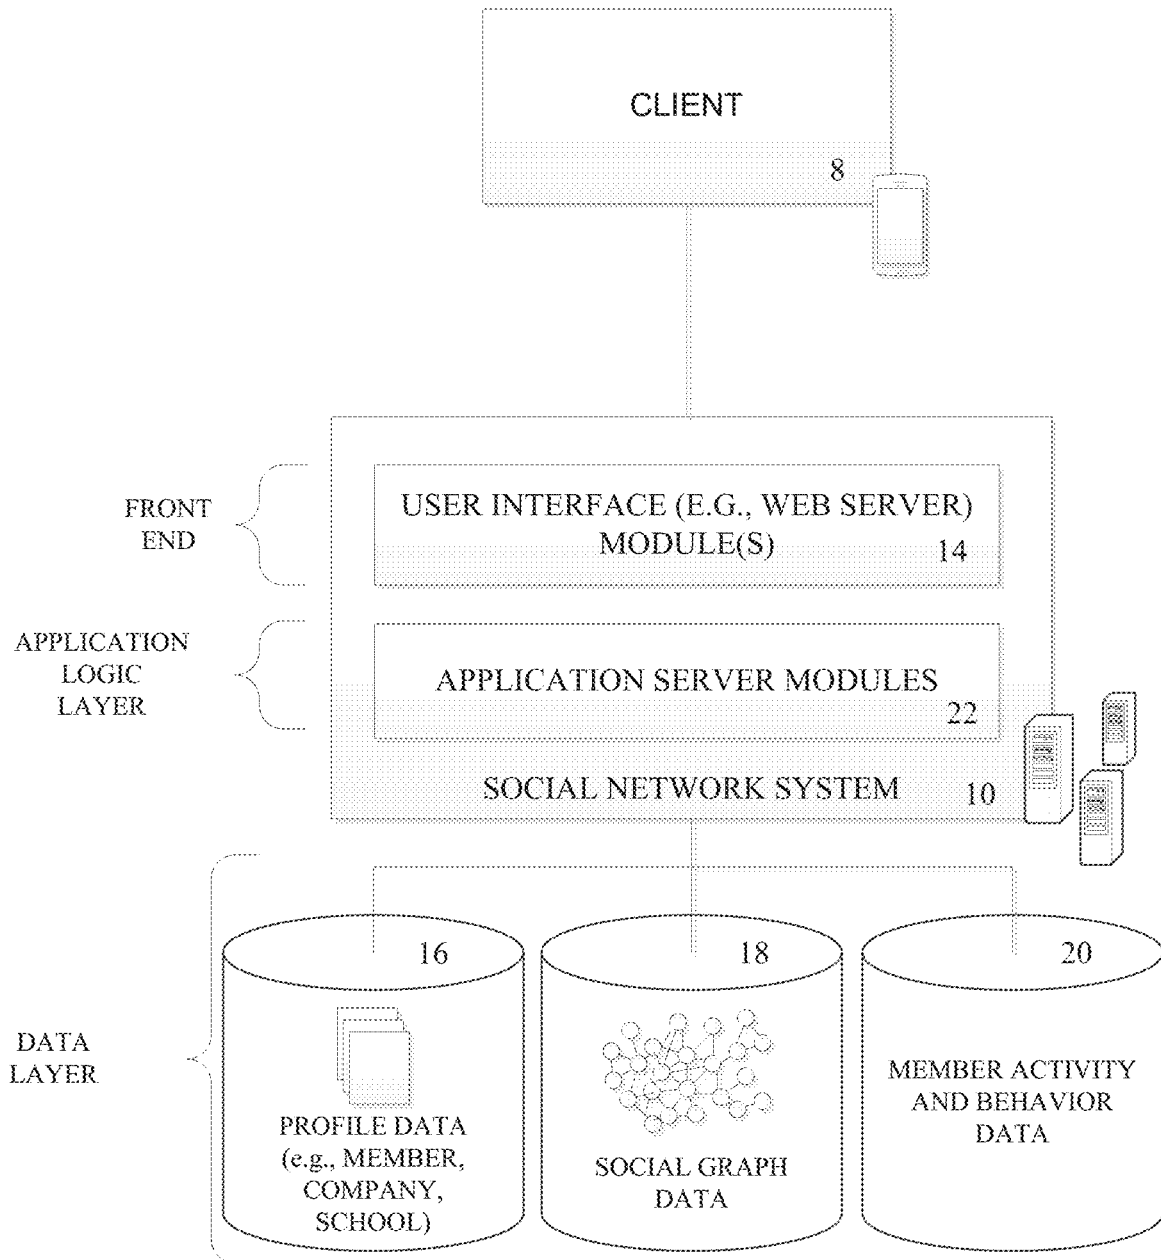 CLIENT
8
FRONT
END
USER INTERFACE (E.G., WEB SERVER)
MODULE(S)
14
APPLICATION
LOGIC
LAYER
APPLICATION SERVER MODULES
22
SOCIAL NETWORK SYSTEM
10
DATA
LAYER
16
PROFILE DATA
(e.g., MEMBER,
COMPANY,
SCHOOL)
18
SOCIAL GRAPH
DATA
20
MEMBER ACTIVITY
AND BEHAVIOR
DATA